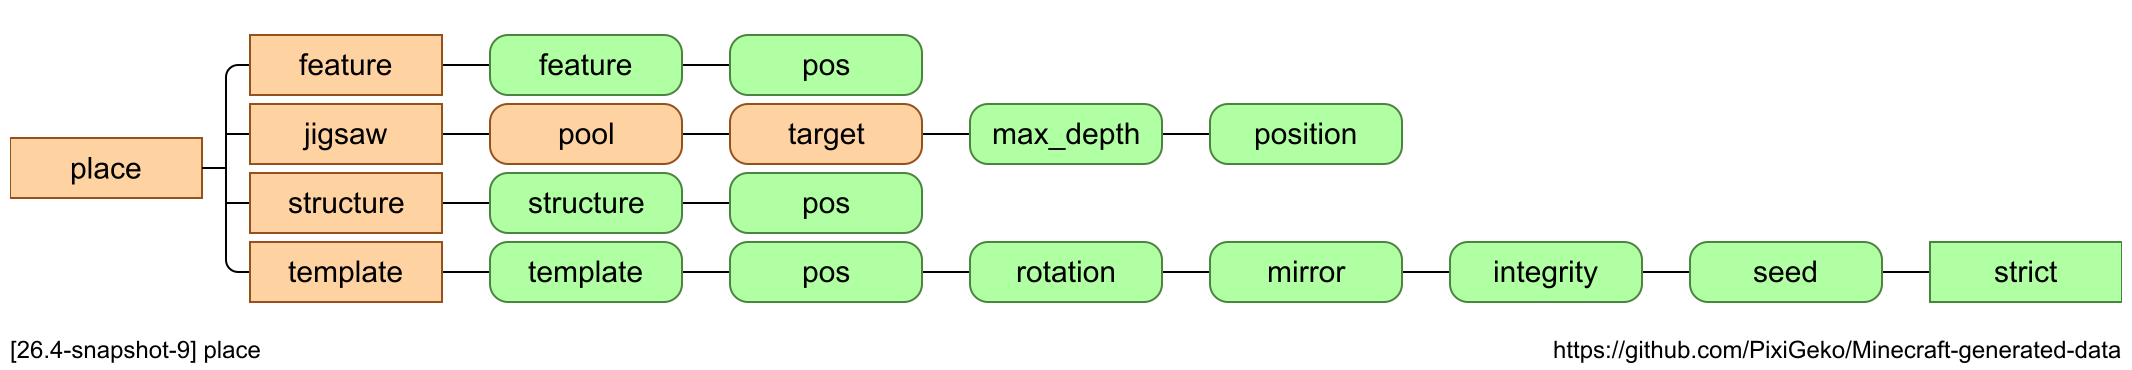 feature feature pos
jigsaw pool target max_depth position
place
structure structure pos
template template pos rotation mirror integrity seed strict
[26.4-snapshot-9] place
https://github.com/PixiGeko/Minecraft-generated-data